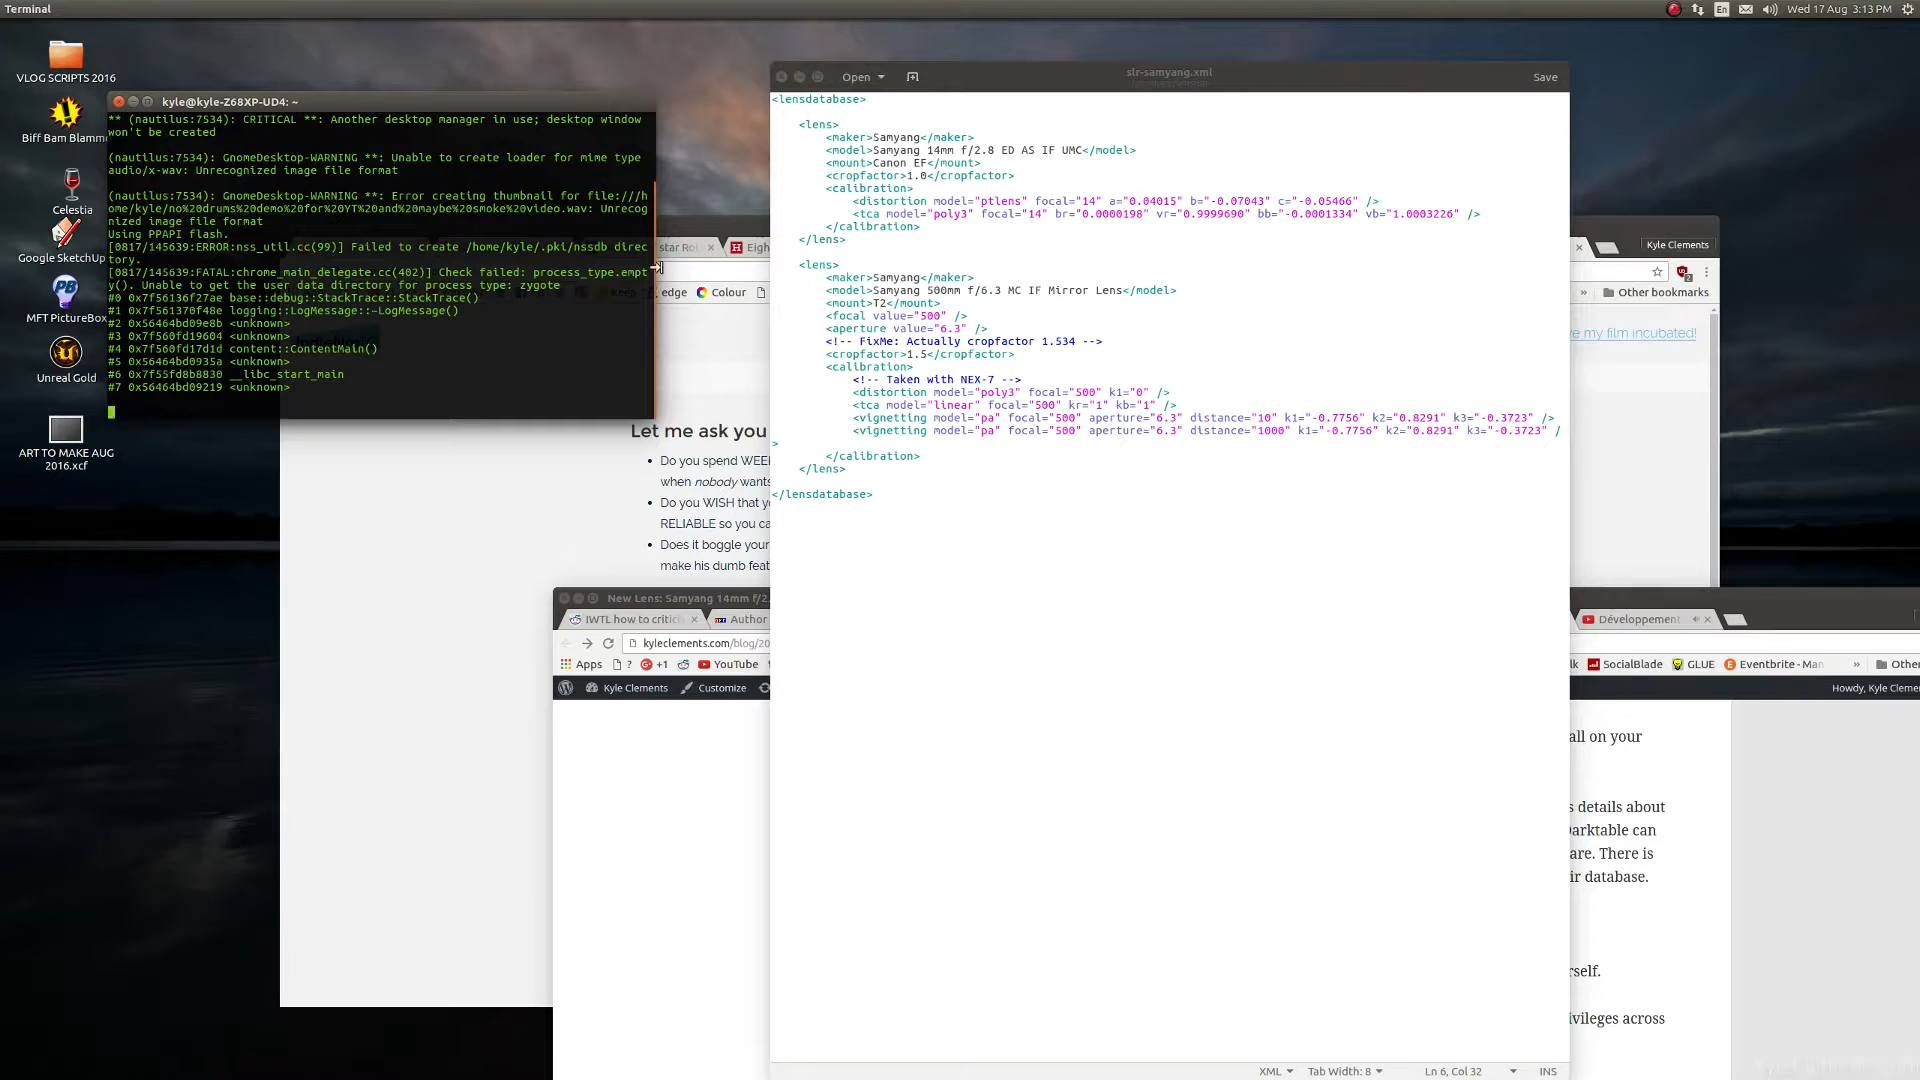 Terminal
En
Wed 17 Aug 3:13 PM
VLOG SCRIPTS 2016
Biff Bam Blamm
Celestia
Google SketchUp
MFT PictureBox
Unreal Gold
ART TO MAKE AUG
2016.xcf
kyle@kyle-Z68XP-UD4: ~
** (nautilus:7534): CRITICAL **: Another desktop manager in use; desktop window
won't be created
(nautilus:7534): GnomeDesktop-WARNING **: Unable to create loader for mime type
audio/x-wav: Unrecognized image file format
(nautilus:7534): GnomeDesktop-WARNING **: Error creating thumbnail for file:///h
ome/kyle/no%20drums%20demo%20for%20YT%20and%20maybe%20smoke%20video.wav: Unrecog
nized image file format
Using PPAPI flash.
[0817/145639:ERROR:nss_util.cc(99)] Failed to create /home/kyle/.pki/nssdb direc
tory.
[0817/145639:FATAL:chrome_main_delegate.cc(402)] Check failed: process_type.empt
y(). Unable to get the user data directory for process type: zygote
#0 0x7f56136f27ae base::debug::StackTrace::StackTrace()
#1 0x7f561370f48e logging::LogMessage::~LogMessage()
#2 0x56464bd09e8b <unknown>
#3 0x7f560fd19604 <unknown>
#4 0x7f560fd17d1d content::ContentMain()
#5 0x56464bd0935a <unknown>
#6 0x7f55fd8b8830 __libc_start_main
#7 0x56464bd09219 <unknown>
Open
slr-samyang.xml
Save
<lensdatabase>
<lens>
<maker>Samyang</maker>
<model>Samyang 14mm f/2.8 ED AS IF UMC</model>
<mount>Canon EF</mount>
<cropfactor>1.0</cropfactor>
<calibration>
<distortion model="ptlens" focal="14" a="0.04015" b="-0.07043" c="-0.05466" />
<tca model="poly3" focal="14" br="0.0000198" vr="0.9999690" bb="-0.0001334" vb="1.0003226" />
</calibration>
</lens>
<lens>
<maker>Samyang</maker>
<model>Samyang 500mm f/6.3 MC IF Mirror Lens</model>
<mount>T2</mount>
<focal value="500" />
<aperture value="6.3" />
<!-- FixMe: Actually cropfactor 1.534 -->
<cropfactor>1.5</cropfactor>
<calibration>
<!-- Taken with NEX-7 -->
<distortion model="poly3" focal="500" k1="0" />
<tca model="linear" focal="500" kr="1" kb="1" />
<vignetting model="pa" focal="500" aperture="6.3" distance="10" k1="-0.7756" k2="0.8291" k3="-0.3723" />
<vignetting model="pa" focal="500" aperture="6.3" distance="1000" k1="-0.7756" k2="0.8291" k3="-0.3723" /
>
</calibration>
</lens>
</lensdatabase>
XML
Tab Width: 8
Ln 6, Col 32
INS
star Ro
Eigh
Kyle Clements
Keep
edge
Colour
» Other bookmarks
ve my film incubated!
Let me ask you
• Do you spend WEE
when nobody wants
• Do you WISH that yo
RELIABLE so you ca
• Does it boggle your
make his dumb feat
New Lens: Samyang 14mm f/2.
IWTL how to critici
Author
Développement
kyleclements.com/blog/20
Apps
?
+1
YouTube
lk
SocialBlade
GLUE
Eventbrite - Man
» Other
Kyle Clements
Customize
Howdy, Kyle Cleme
all on your
s details about
Darktable can
are. There is
ir database.
rself.
ivileges across